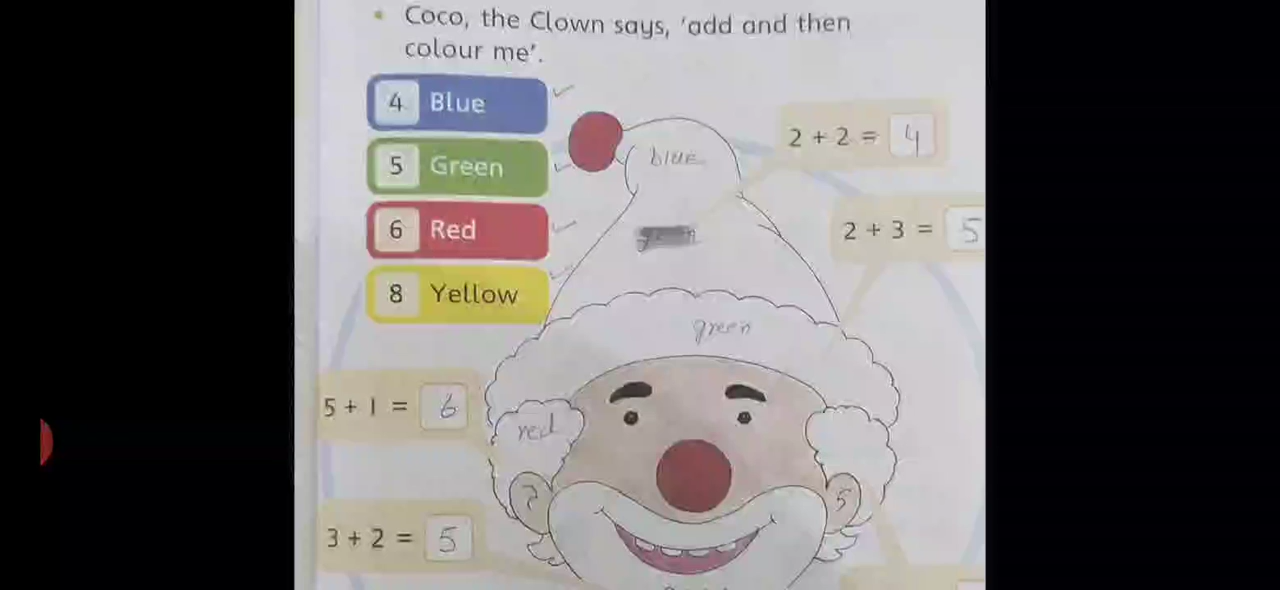 Coco, the Clown says, 'add and then
colour me'.
4 Blue
5 Green
6 Red
8 Yellow
blue
2 + 2 = 4
2 + 3 = 5
green
5 + 1 = 6
red
3 + 2 = 5
5